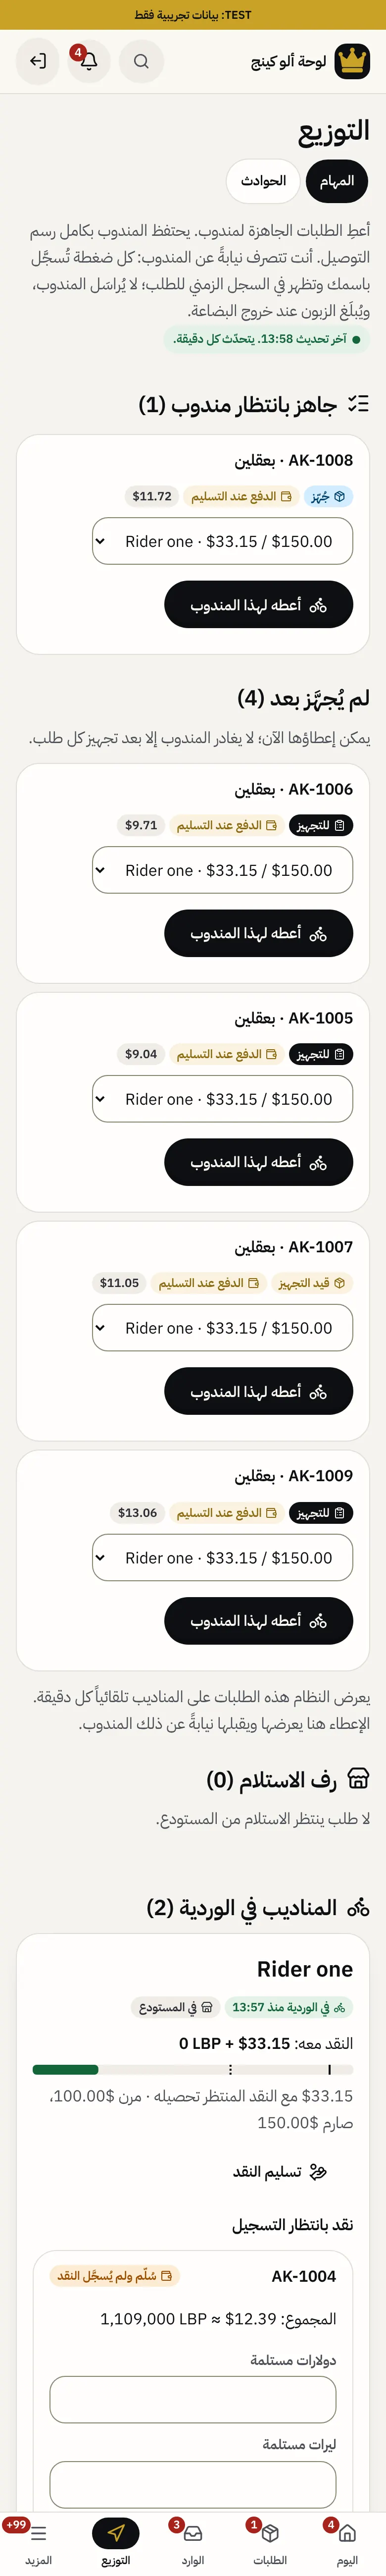 TEST: بيانات تجريبية فقط
لوحة ألو كينج
4
التوزيع
المهام
الحوادث
أعطِ الطلبات الجاهزة لمندوب. يحتفظ المندوب بكامل رسم
التوصيل. أنت تتصرف نيابةً عن المندوب: كل ضغطة تُسجَّل
باسمك وتظهر في السجل الزمني للطلب؛ لا يُراسَل المندوب،
ويُبلَغ الزبون عند خروج البضاعة.
آخر تحديث 13:58. يتحدّث كل دقيقة.
جاهز بانتظار مندوب (1)
AK-1008 · بعقلين
جُهّز
الدفع عند التسليم
$11.72
Rider one · $33.15 / $150.00
أعطه لهذا المندوب
لم يُجهَّز بعد (4)
يمكن إعطاؤها الآن؛ لا يغادر المندوب إلا بعد تجهيز كل طلب.
AK-1006 · بعقلين
للتجهيز
الدفع عند التسليم
$9.71
Rider one · $33.15 / $150.00
أعطه لهذا المندوب
AK-1005 · بعقلين
للتجهيز
الدفع عند التسليم
$9.04
Rider one · $33.15 / $150.00
أعطه لهذا المندوب
AK-1007 · بعقلين
قيد التجهيز
الدفع عند التسليم
$11.05
Rider one · $33.15 / $150.00
أعطه لهذا المندوب
AK-1009 · بعقلين
للتجهيز
الدفع عند التسليم
$13.06
Rider one · $33.15 / $150.00
أعطه لهذا المندوب
يعرض النظام هذه الطلبات على المناديب تلقائياً كل دقيقة.
الإعطاء هنا يعرضها ويقبلها نيابةً عن ذلك المندوب.
رف الاستلام (0)
لا طلب ينتظر الاستلام من المستودع.
المناديب في الوردية (2)
Rider one
في الوردية منذ 13:57
في المستودع
النقد معه: $33.15 + 0 LBP
$33.15 مع النقد المنتظر تحصيله · مرن $100.00،
صارم $150.00
تسليم النقد
نقد بانتظار التسجيل
AK-1004
سُلّم ولم يُسجَّل النقد
المجموع: $12.39 ≈ 1,109,000 LBP
دولارات مستلمة
ليرات مستلمة
4
اليوم
1
الطلبات
3
الوارد
التوزيع
99+
المزيد